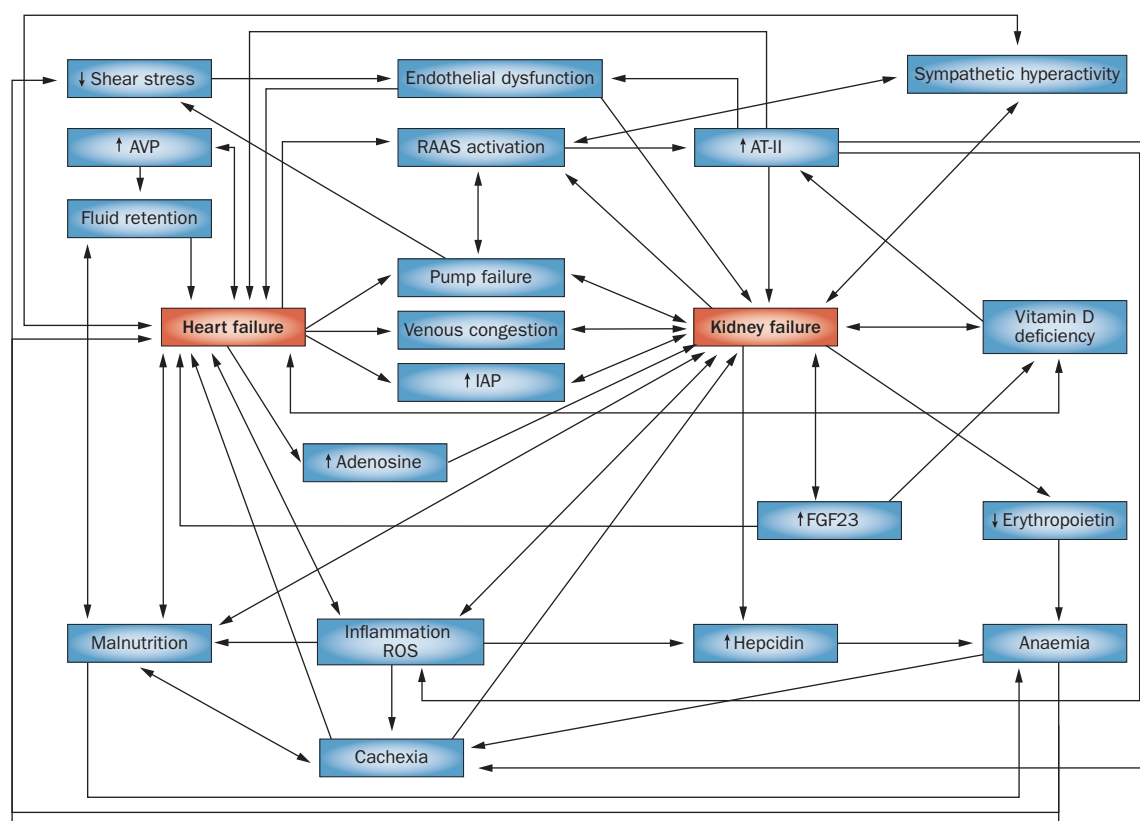 ↓ Shear stress
Endothelial dysfunction
Sympathetic hyperactivity
↑ AVP
RAAS activation
↑ AT-II
Fluid retention
Pump failure
Heart failure
Venous congestion
Kidney failure
Vitamin D
deficiency
↑ IAP
↑ Adenosine
↑ FGF23
↓ Erythropoietin
Malnutrition
Inflammation
ROS
↑ Hepcidin
Anaemia
Cachexia